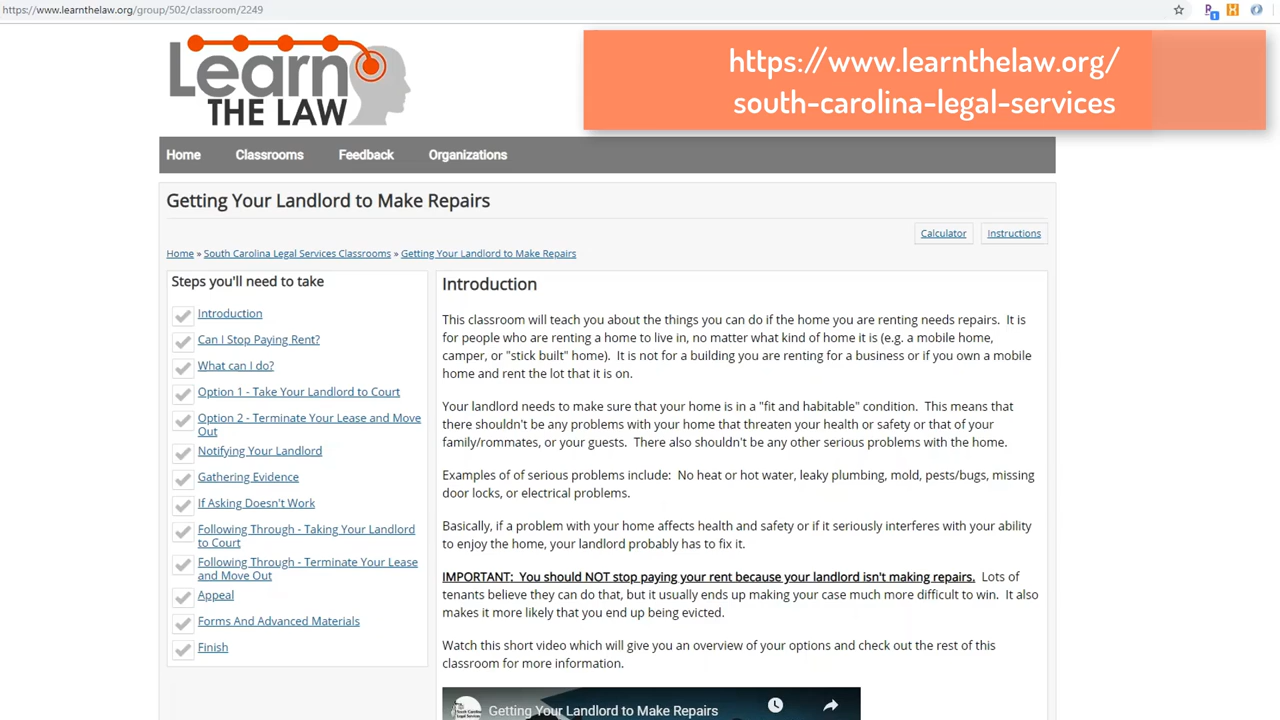 https://www.learnthelaw.org/group/502/classroom/2249
Learn
THE LAW
https://www.learnthelaw.org/
south-carolina-legal-services
Home
Classrooms
Feedback
Organizations
Getting Your Landlord to Make Repairs
Calculator
Instructions
Home » South Carolina Legal Services Classrooms » Getting Your Landlord to Make Repairs
Steps you'll need to take
Introduction
Can I Stop Paying Rent?
What can I do?
Option 1 - Take Your Landlord to Court
Option 2 - Terminate Your Lease and Move
Out
Notifying Your Landlord
Gathering Evidence
If Asking Doesn't Work
Following Through - Taking Your Landlord
to Court
Following Through - Terminate Your Lease
and Move Out
Appeal
Forms And Advanced Materials
Finish
Introduction
This classroom will teach you about the things you can do if the home you are renting needs repairs. It is
for people who are renting a home to live in, no matter what kind of home it is (e.g. a mobile home,
camper, or "stick built" home). It is not for a building you are renting for a business or if you own a mobile
home and rent the lot that it is on.
Your landlord needs to make sure that your home is in a "fit and habitable" condition. This means that
there shouldn't be any problems with your home that threaten your health or safety or that of your
family/rommates, or your guests. There also shouldn't be any other serious problems with the home.
Examples of of serious problems include: No heat or hot water, leaky plumbing, mold, pests/bugs, missing
door locks, or electrical problems.
Basically, if a problem with your home affects health and safety or if it seriously interferes with your ability
to enjoy the home, your landlord probably has to fix it.
IMPORTANT: You should NOT stop paying your rent because your landlord isn't making repairs. Lots of
tenants believe they can do that, but it usually ends up making your case much more difficult to win. It also
makes it more likely that you end up being evicted.
Watch this short video which will give you an overview of your options and check out the rest of this
classroom for more information.
Getting Your Landlord to Make Repairs